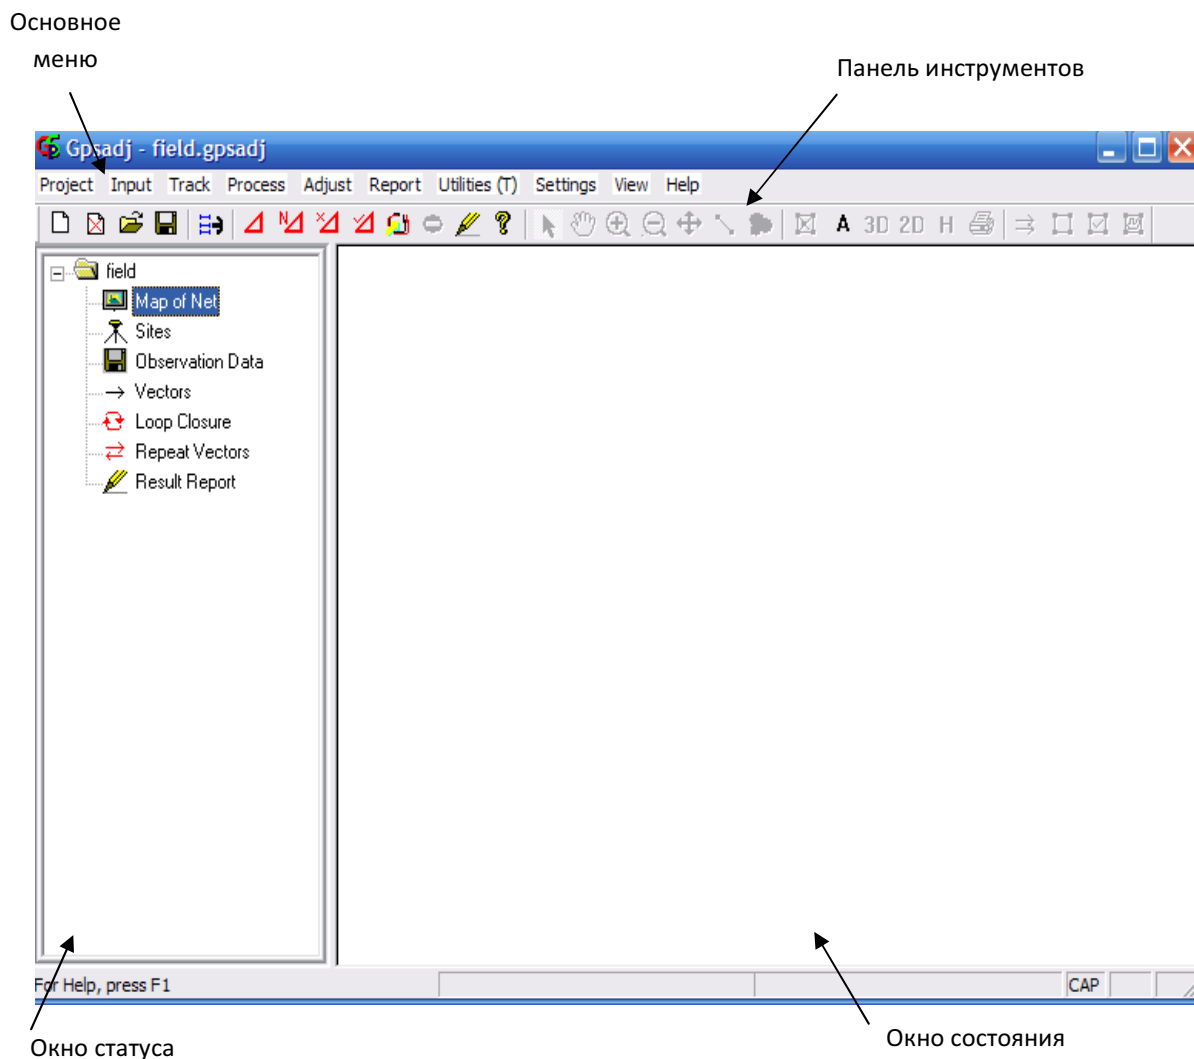 Основное
меню
Панель инструментов
Gpsadj - field.gpsadj
Project Input Track Process Adjust Report Utilities (T) Settings View Help
N A 3D 2D H
field
Map of Net
Sites
Observation Data
Vectors
Loop Closure
Repeat Vectors
Result Report
For Help, press F1
CAP
Окно статуса
Окно состояния